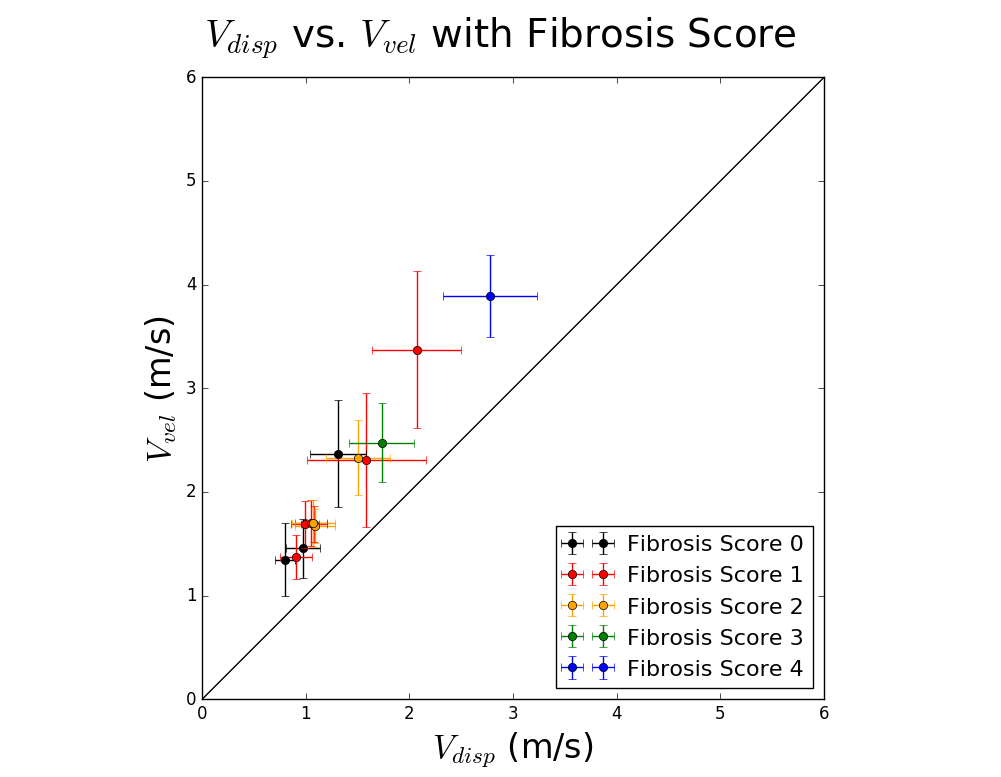 V_disp vs. V_vel with Fibrosis Score
6
5
4
3
2
1
0
V_vel (m/s)
Fibrosis Score 0
Fibrosis Score 1
Fibrosis Score 2
Fibrosis Score 3
Fibrosis Score 4
0 1 2 3 4 5 6
V_disp (m/s)